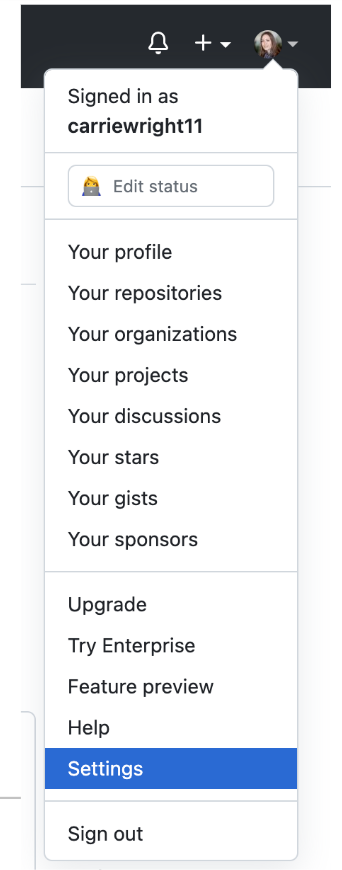 Signed in as
carriewright11
Edit status
Your profile
Your repositories
Your organizations
Your projects
Your discussions
Your stars
Your gists
Your sponsors
Upgrade
Try Enterprise
Feature preview
Help
Settings
Sign out